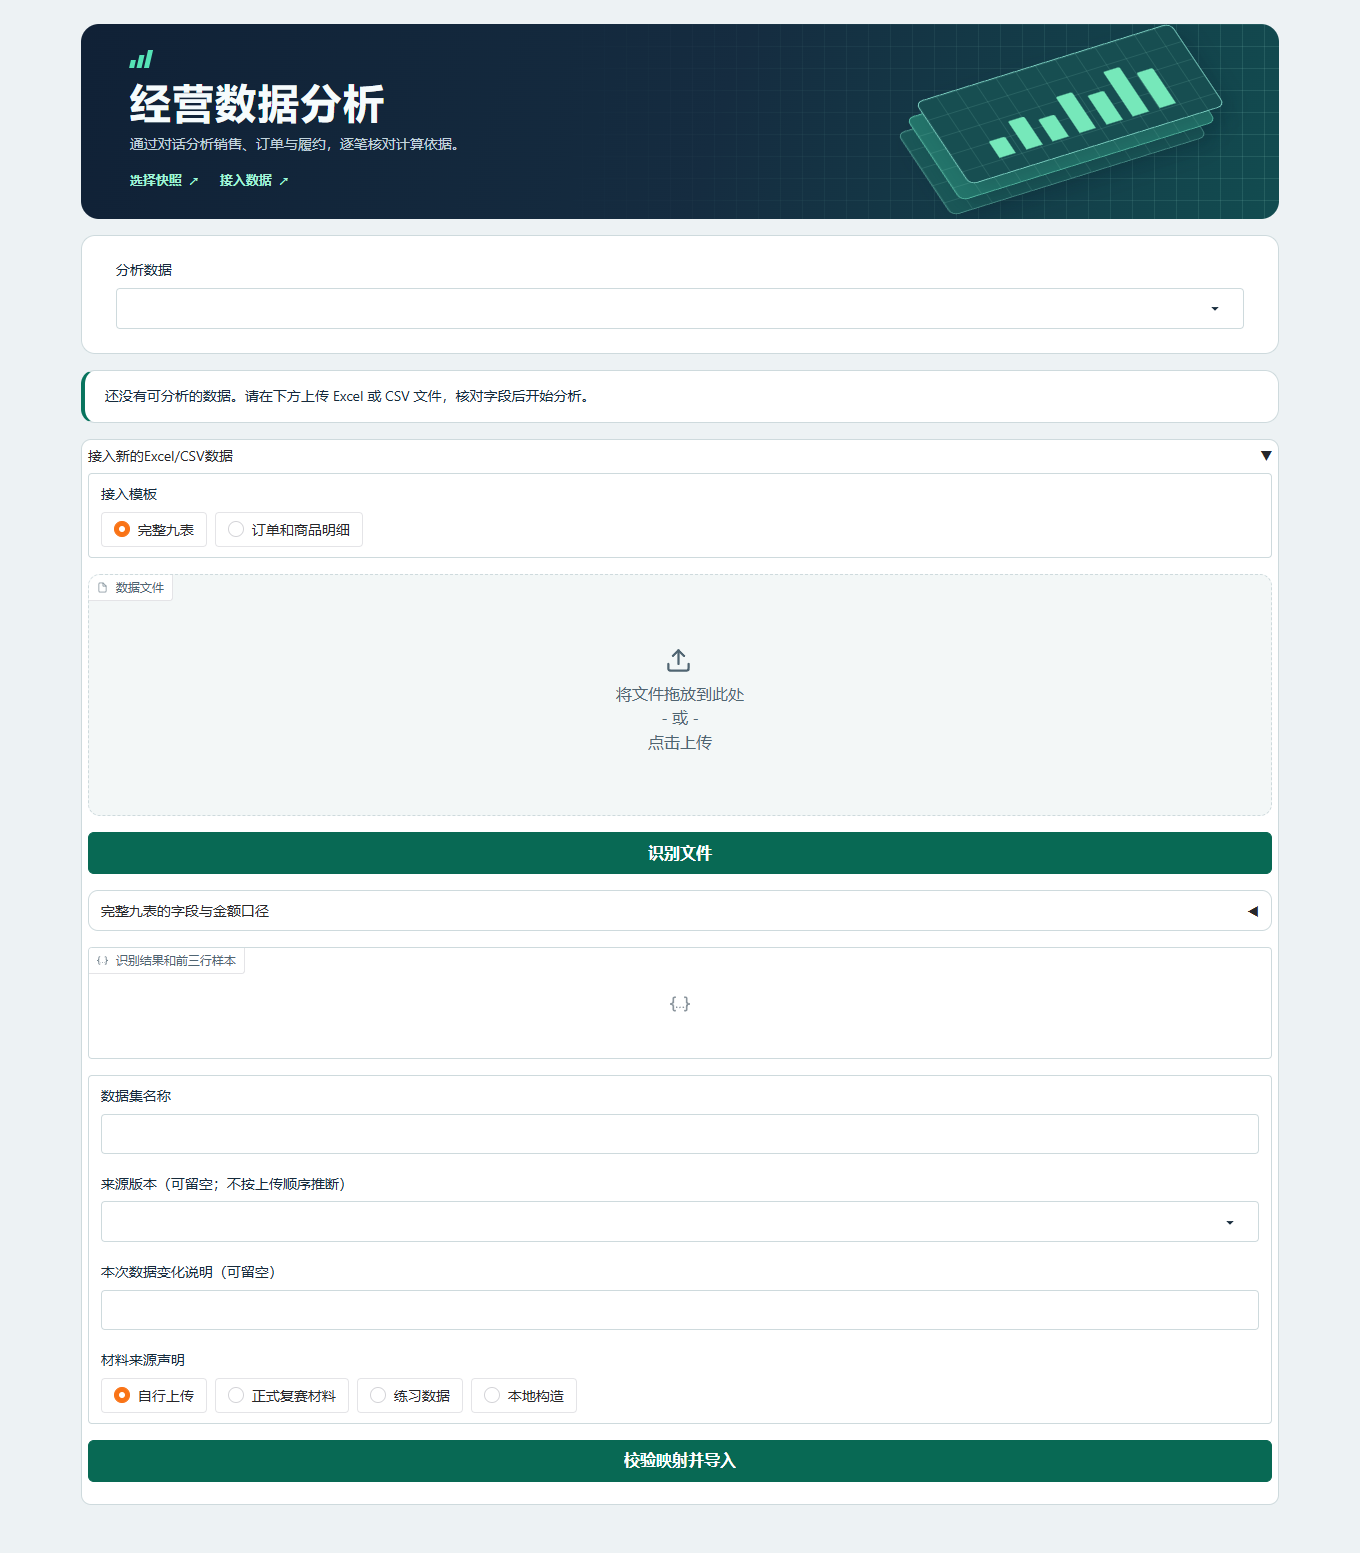 经营数据分析
通过对话分析销售、订单与履约，逐笔核对计算依据。
选择快照 ↗ 接入数据 ↗
分析数据
还没有可分析的数据。请在下方上传 Excel 或 CSV 文件，核对字段后开始分析。
接入新的Excel/CSV数据
接入模板
完整九表 订单和商品明细
数据文件
将文件拖放到此处
- 或 -
点击上传
识别文件
完整九表的字段与金额口径
{..} 识别结果和前三行样本
{...}
数据集名称
来源版本（可留空；不按上传顺序推断）
本次数据变化说明（可留空）
材料来源声明
自行上传 正式复赛材料 练习数据 本地构造
校验映射并导入